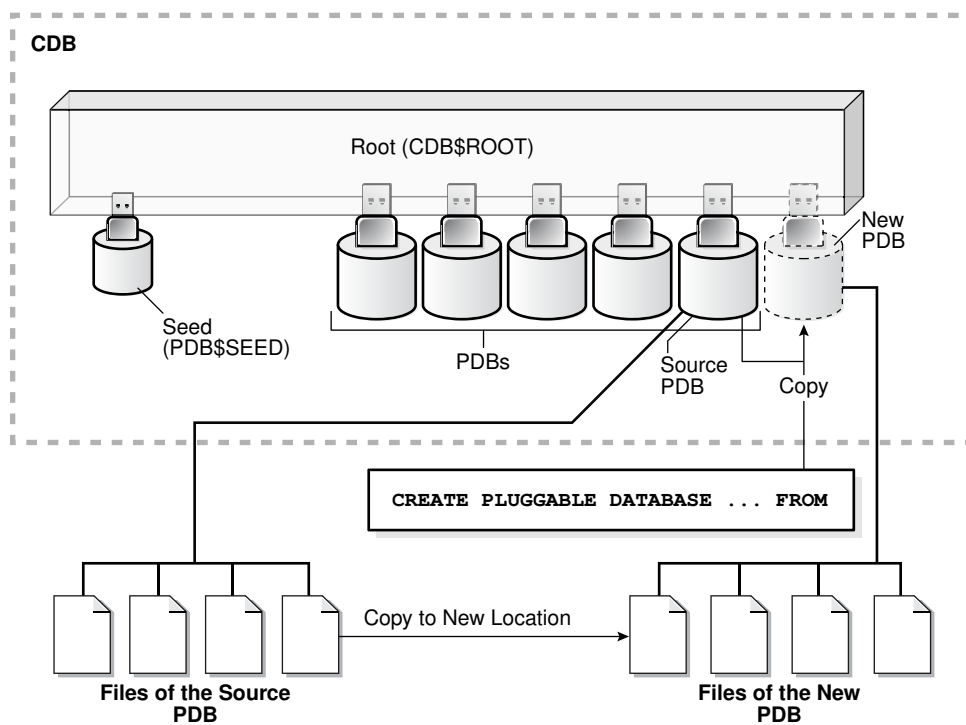 CDB
Root (CDB$ROOT)
New
PDB
Seed
(PDB$SEED)
PDBs
Source
PDB
Copy
CREATE PLUGGABLE DATABASE ... FROM
Copy to New Location
Files of the Source
PDB
Files of the New
PDB